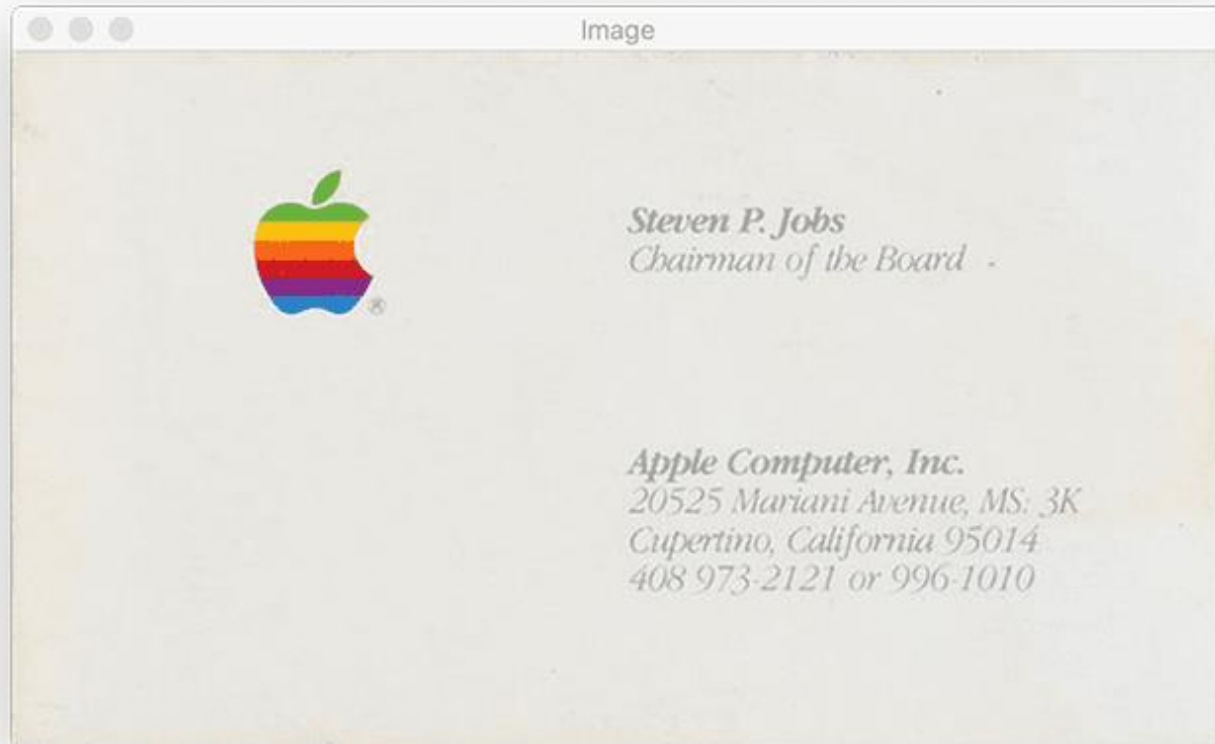 Image
Steven P. Jobs
Chairman of the Board
Apple Computer, Inc.
20525 Mariani Avenue, MS: 3K
Cupertino, California 95014
408 973-2121 or 996-1010
®